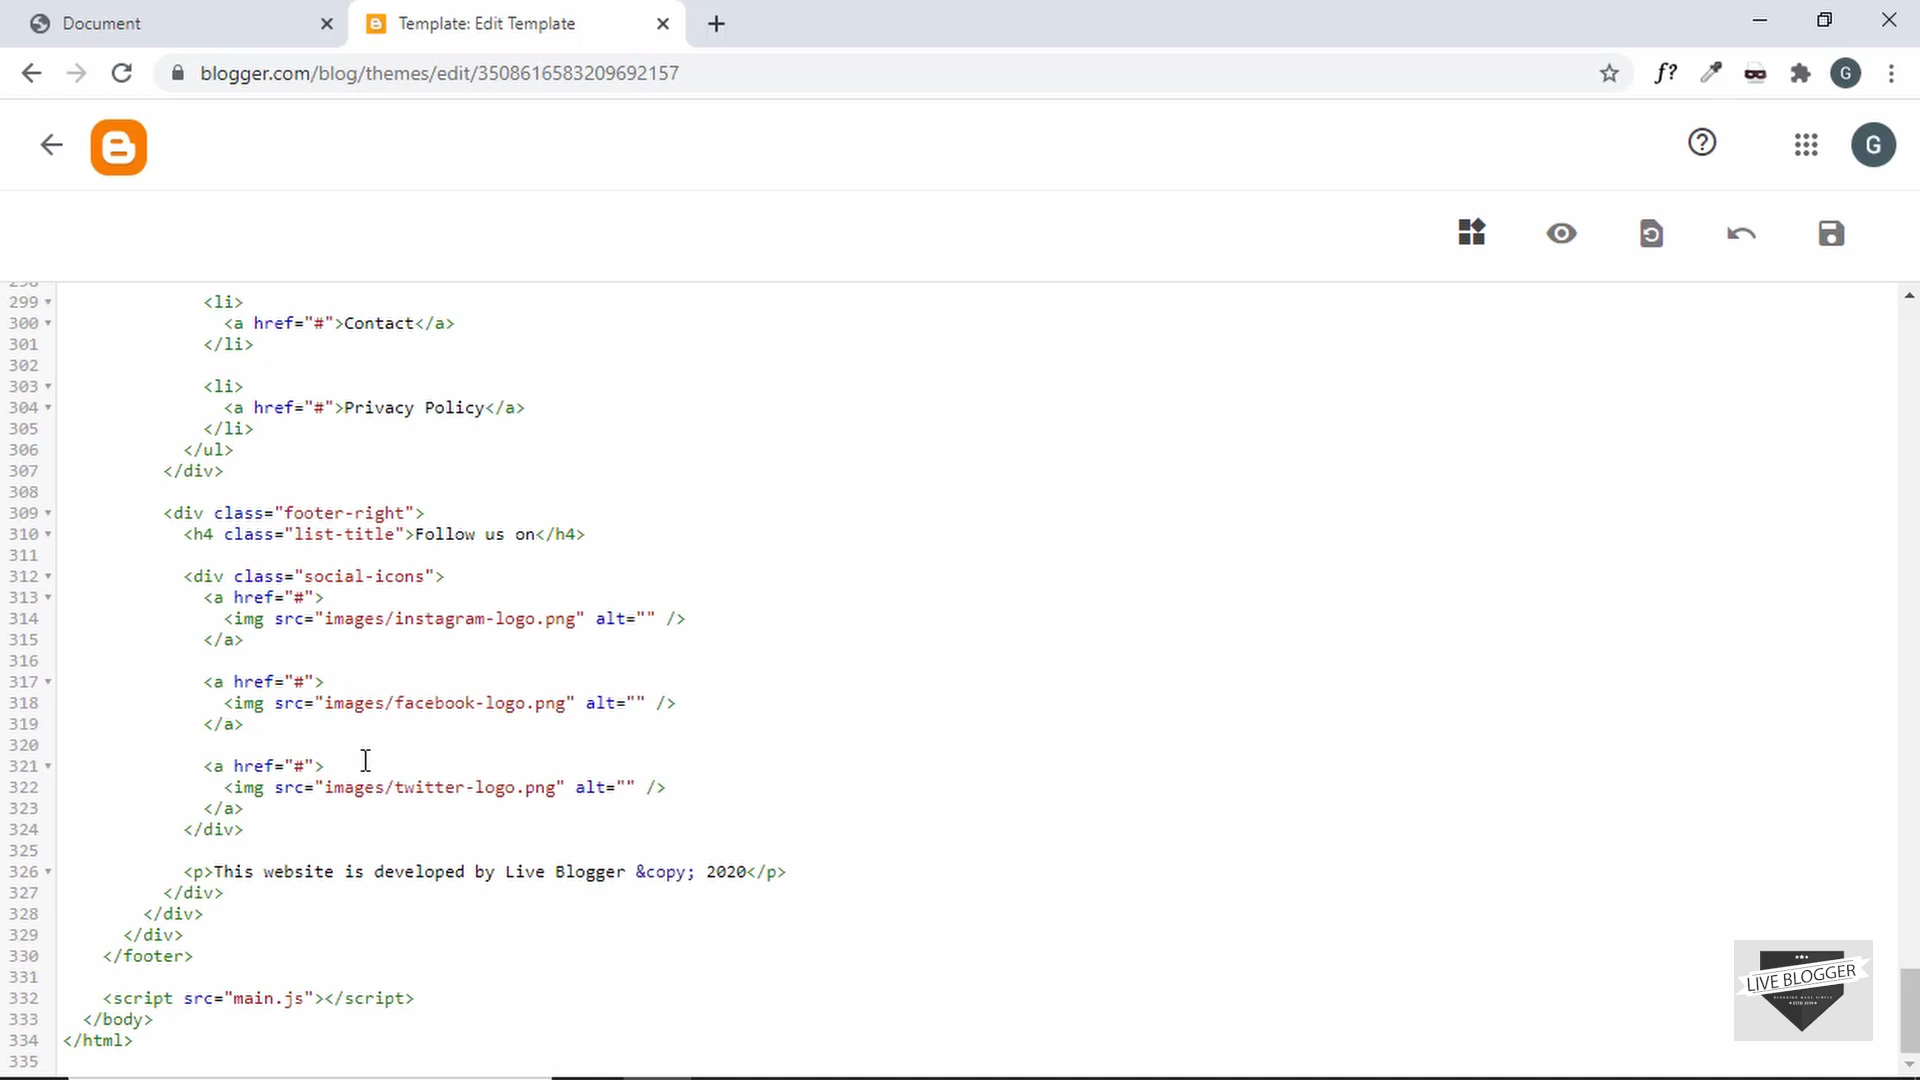 Document
Template: Edit Template
blogger.com/blog/themes/edit/3508616583209692157
f?
G
G
299 <li>
300 <a href="#">Contact</a>
301 </li>
302
303 <li>
304 <a href="#">Privacy Policy</a>
305 </li>
306 </ul>
307 </div>
308
309 <div class="footer-right">
310 <h4 class="list-title">Follow us on</h4>
311
312 <div class="social-icons">
313 <a href="#">
314 <img src="images/instagram-logo.png" alt="" />
315 </a>
316
317 <a href="#">
318 <img src="images/facebook-logo.png" alt="" />
319 </a>
320
321 <a href="#">
322 <img src="images/twitter-logo.png" alt="" />
323 </a>
324 </div>
325
326 <p>This website is developed by Live Blogger &copy; 2020</p>
327 </div>
328 </div>
329 </div>
330 </footer>
331
332 <script src="main.js"></script>
333 </body>
334 </html>
335
LIVE BLOGGER